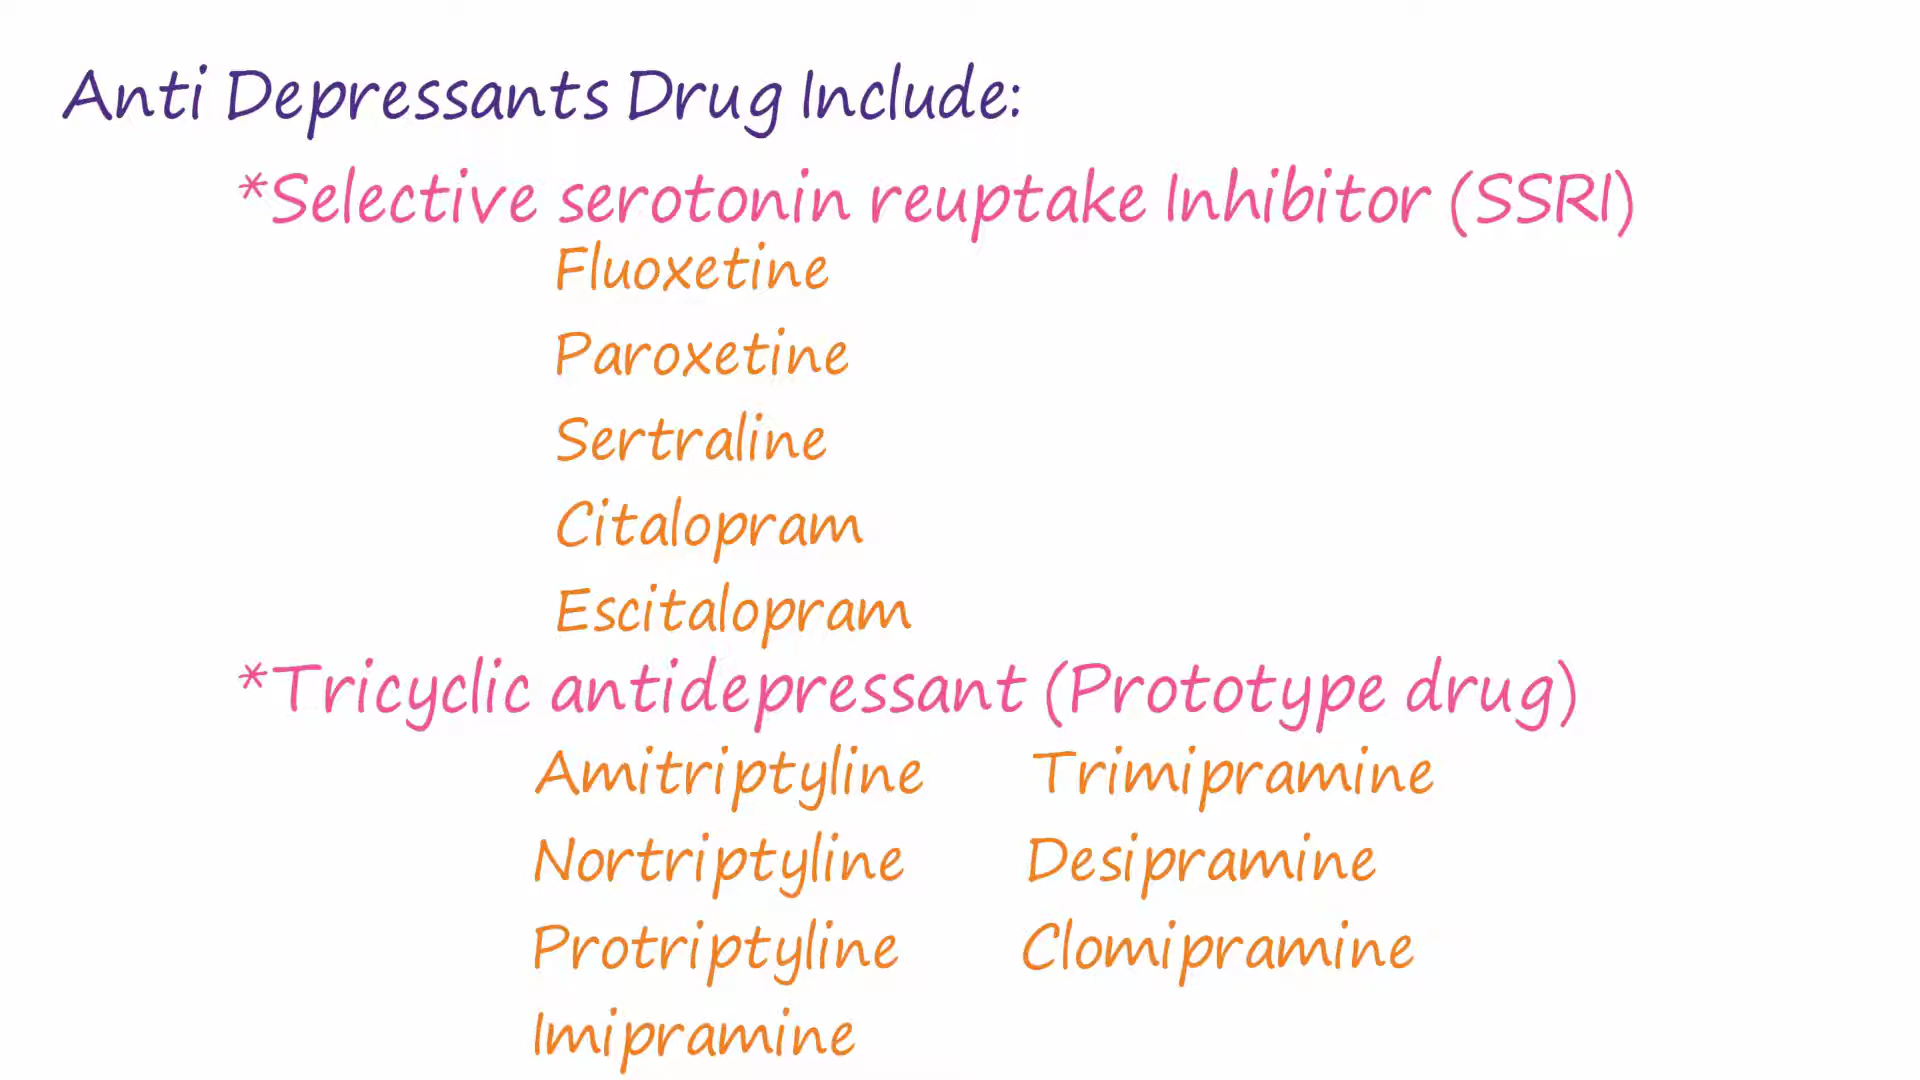 Anti Depressants Drug Include:
*Selective serotonin reuptake Inhibitor (SSRI)
Fluoxetine
Paroxetine
Sertraline
Citalopram
Escitalopram
*Tricyclic antidepressant (Prototype drug)
Amitriptyline Trimipramine
Nortriptyline Desipramine
Protriptyline Clomipramine
Imipramine